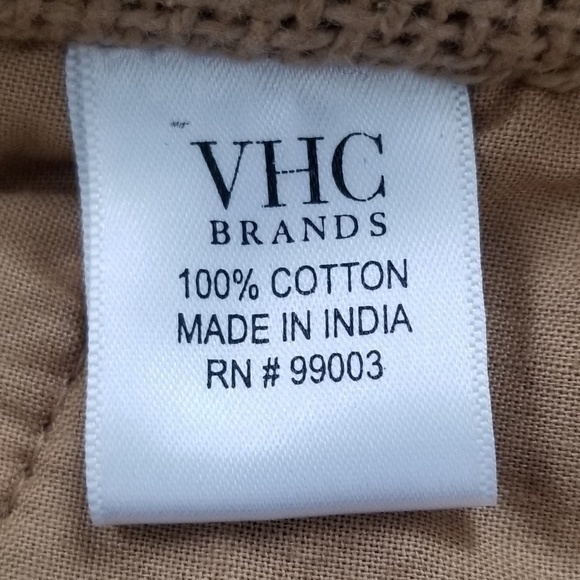 VHC
BRANDS
100% COTTON
MADE IN INDIA
RN # 99003